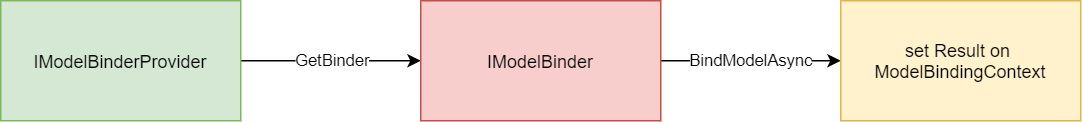 IModelBinderProvider
GetBinder
IModelBinder
BindModelAsync
set Result on
ModelBindingContext